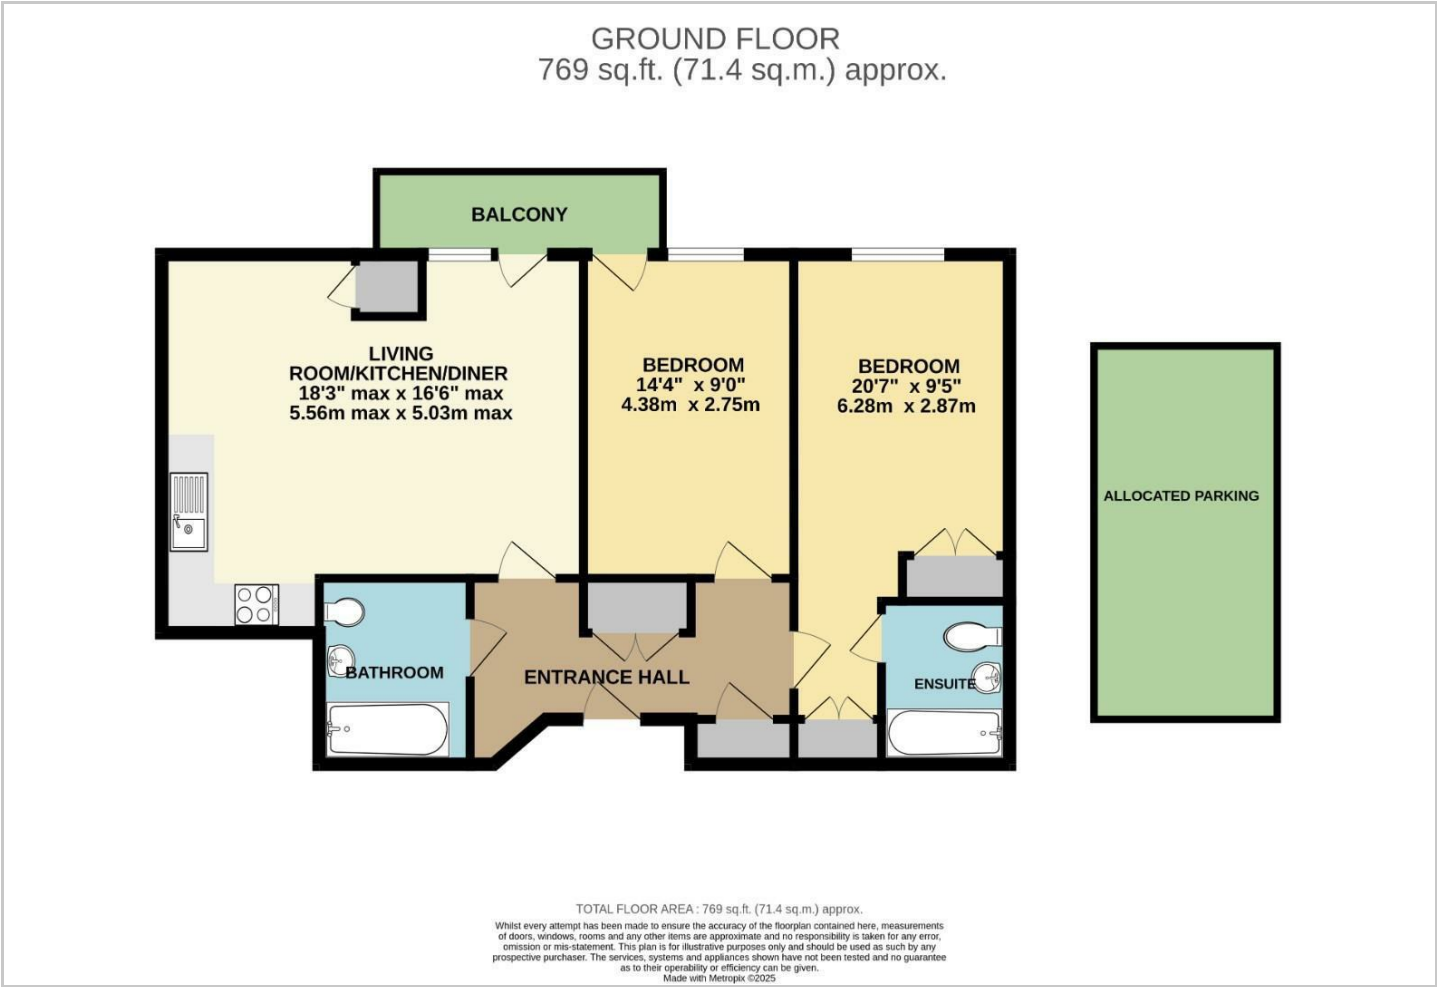 GROUND FLOOR
769 sq.ft. (71.4 sq.m.) approx.
BALCONY
LIVING
ROOM/KITCHEN/DINER
18'3" max x 16'6" max
5.56m max x 5.03m max
BEDROOM
14'4" x 9'0"
4.38m x 2.75m
BEDROOM
20'7" x 9'5"
6.28m x 2.87m
ALLOCATED PARKING
BATHROOM
ENTRANCE HALL
ENSUITE
TOTAL FLOOR AREA : 769 sq.ft. (71.4 sq.m.) approx.
Whilst every attempt has been made to ensure the accuracy of the floorplan contained here, measurements
of doors, windows, rooms and any other items are approximate and no responsibility is taken for any error,
omission or mis-statement. This plan is for illustrative purposes only and should be used as such by any
prospective purchaser. The services, systems and appliances shown have not been tested and no guarantee
as to their operability or efficiency can be given.
Made with Metropix ©2025